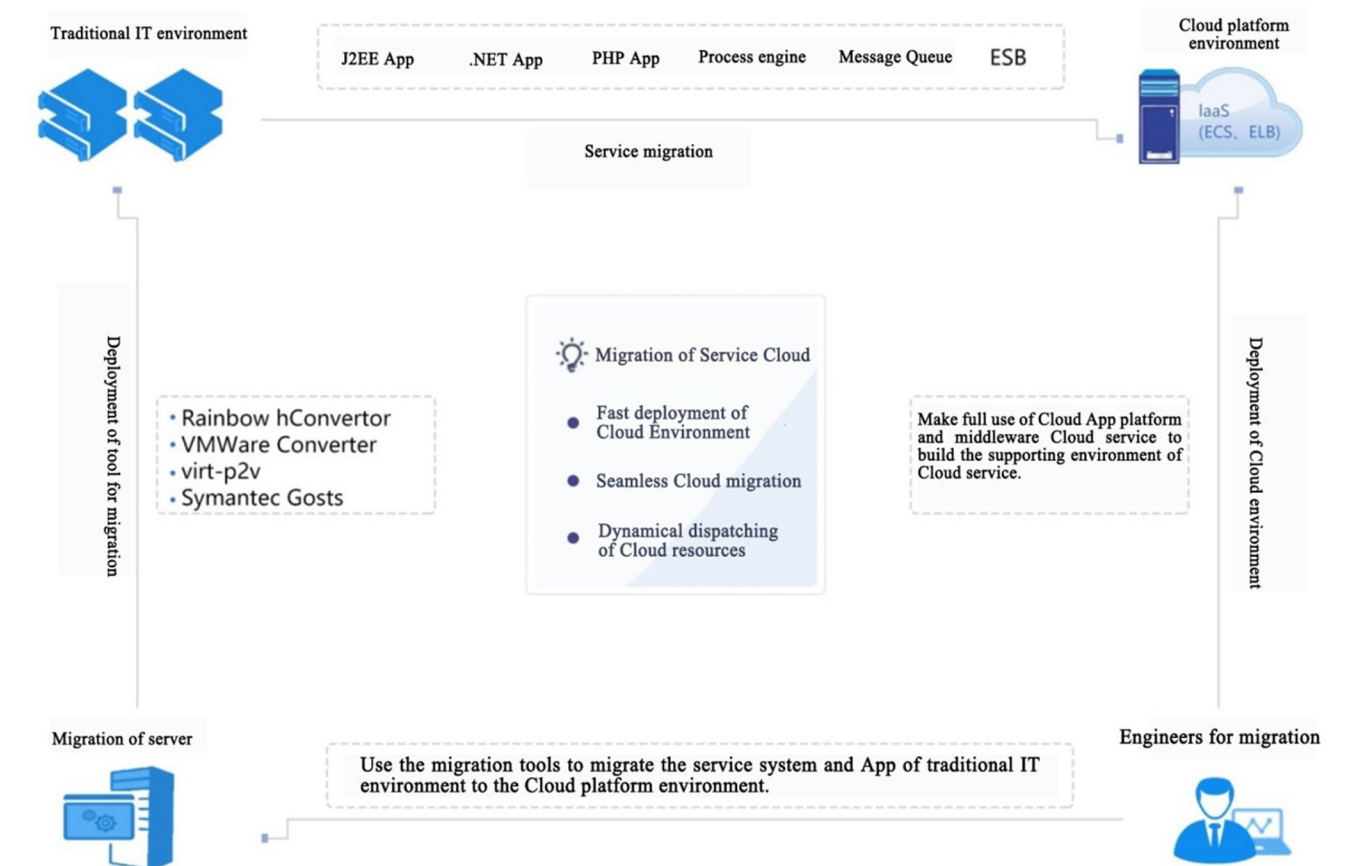 Traditional IT environment
J2EE App
.NET App
PHP App
Process engine
Message Queue
ESB
Cloud platform
environment
IaaS
(ECS、ELB)
Service migration
Deployment of tool for migration
• Rainbow hConvertor
• VMWare Converter
• virt-p2v
• Symantec Gosts
Migration of Service Cloud
● Fast deployment of
Cloud Environment
● Seamless Cloud migration
● Dynamical dispatching
of Cloud resources
Make full use of Cloud App platform
and middleware Cloud service to
build the supporting environment of
Cloud service.
Deployment of Cloud environment
Migration of server
Use the migration tools to migrate the service system and App of traditional IT
environment to the Cloud platform environment.
Engineers for migration